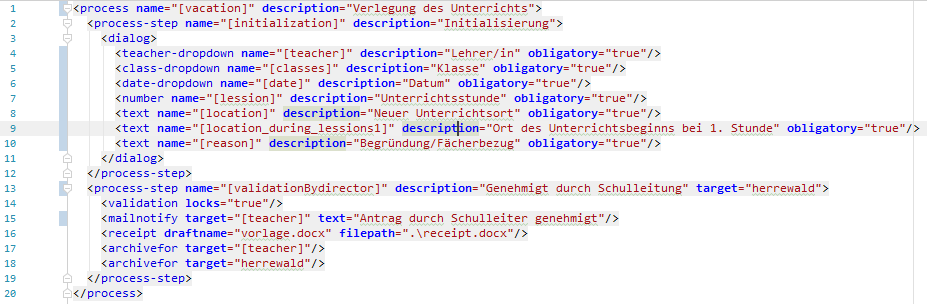 1 <process name="[vacation]" description="Verlegung des Unterrichts">
2 <process-step name="[initialization]" description="Initialisierung">
3 <dialog>
4 <teacher-dropdown name="[teacher]" description="Lehrer/in" obligatory="true"/>
5 <class-dropdown name="[classes]" description="Klasse" obligatory="true"/>
6 <date-dropdown name="[date]" description="Datum" obligatory="true"/>
7 <number name="[lession]" description="Unterrichtsstunde" obligatory="true"/>
8 <text name="[location]" description="Neuer Unterrichtsort" obligatory="true"/>
9 <text name="[location_during_lessions1]" description="Ort des Unterrichtsbeginns bei 1. Stunde" obligatory="true"/>
10 <text name="[reason]" description="Begründung/Fächerbezug" obligatory="true"/>
11 </dialog>
12 </process-step>
13 <process-step name="[validationBydirector]" description="Genehmigt durch Schulleitung" target="herrewald">
14 <validation locks="true"/>
15 <mailnotify target="[teacher]" text="Antrag durch Schulleiter genehmigt"/>
16 <receipt draftname="vorlage.docx" filepath=".\receipt.docx"/>
17 <archivefor target="[teacher]"/>
18 <archivefor target="herrewald"/>
19 </process-step>
20 </process>